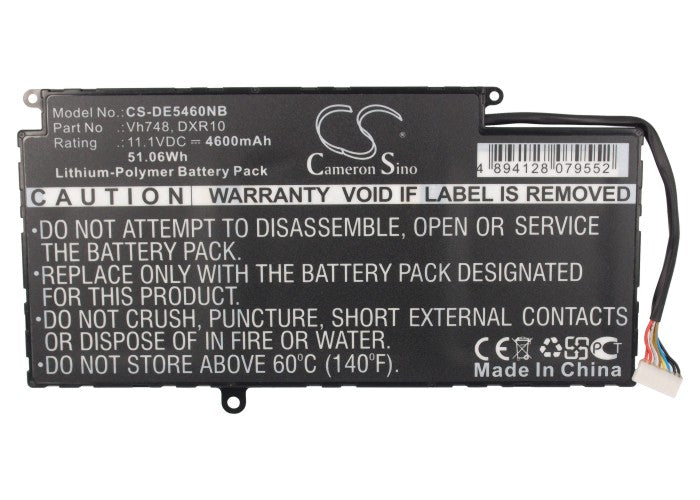 Model No.: CS-DE5460NB
Part No : Vh748, DXR10
Rating : 11.1VDC ⎓ 4600mAh
51.06Wh
Lithium-Polymer Battery Pack
CS
Cameron Sino
4 894128 079552
CAUTION WARRANTY VOID IF LABEL IS REMOVED
•DO NOT ATTEMPT TO DISASSEMBLE, OPEN OR SERVICE
THE BATTERY PACK.
•REPLACE ONLY WITH THE BATTERY PACK DESIGNATED
FOR THIS PRODUCT.
•DO NOT CRUSH, PUNCTURE, SHORT EXTERNAL CONTACTS
OR DISPOSE OF IN FIRE OR WATER.
•DO NOT STORE ABOVE 60°C (140°F).
CE
Made In China